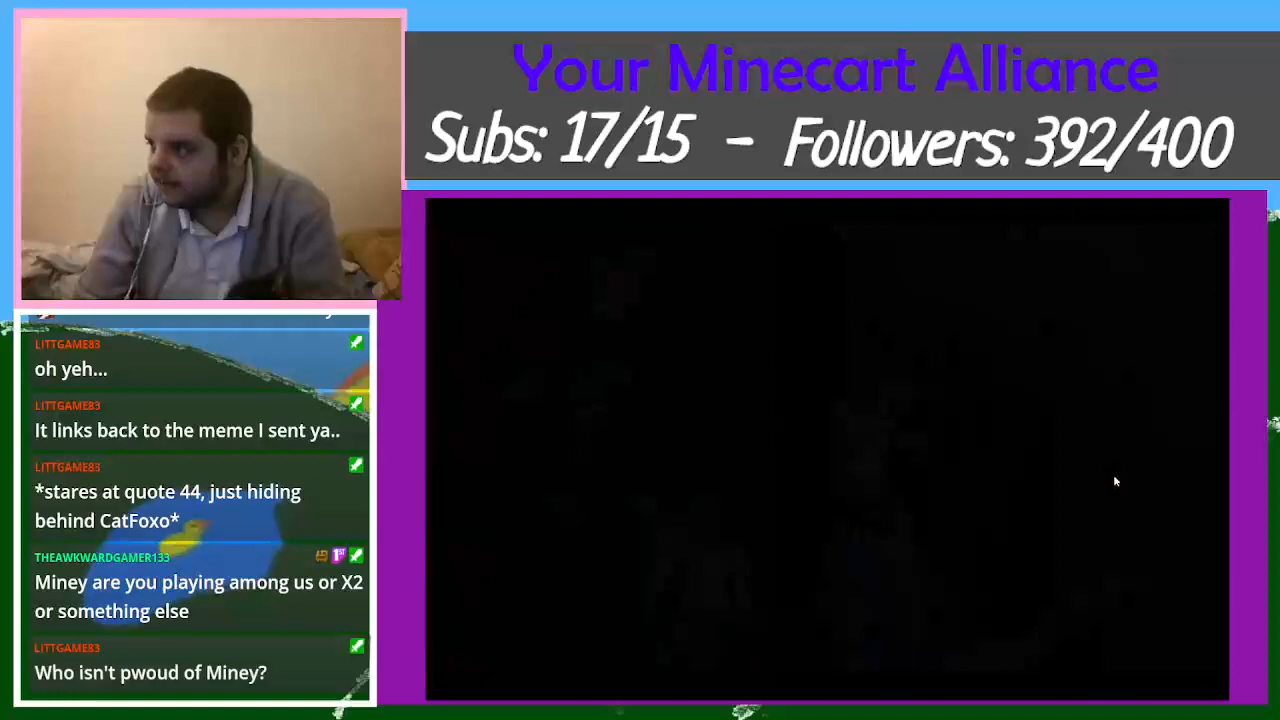 Your Minecart Alliance
Subs: 17/15 - Followers: 392/400
LITTGAME83
oh yeh...
LITTGAME83
It links back to the meme I sent ya..
LITTGAME83
*stares at quote 44, just hiding
behind CatFoxo*
THEAWKWARDGAMER133
1ST
Miney are you playing among us or X2
or something else
LITTGAME83
Who isn't pwoud of Miney?